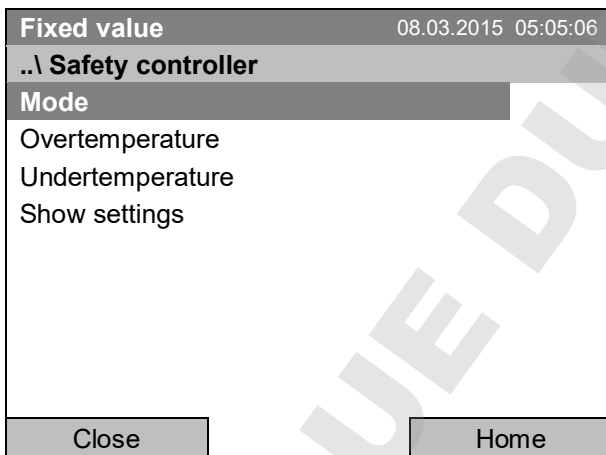 Fixed value 08.03.2015 05:05:06
..\ Safety controller
Mode
Overtemperature
Undertemperature
Show settings
Close Home